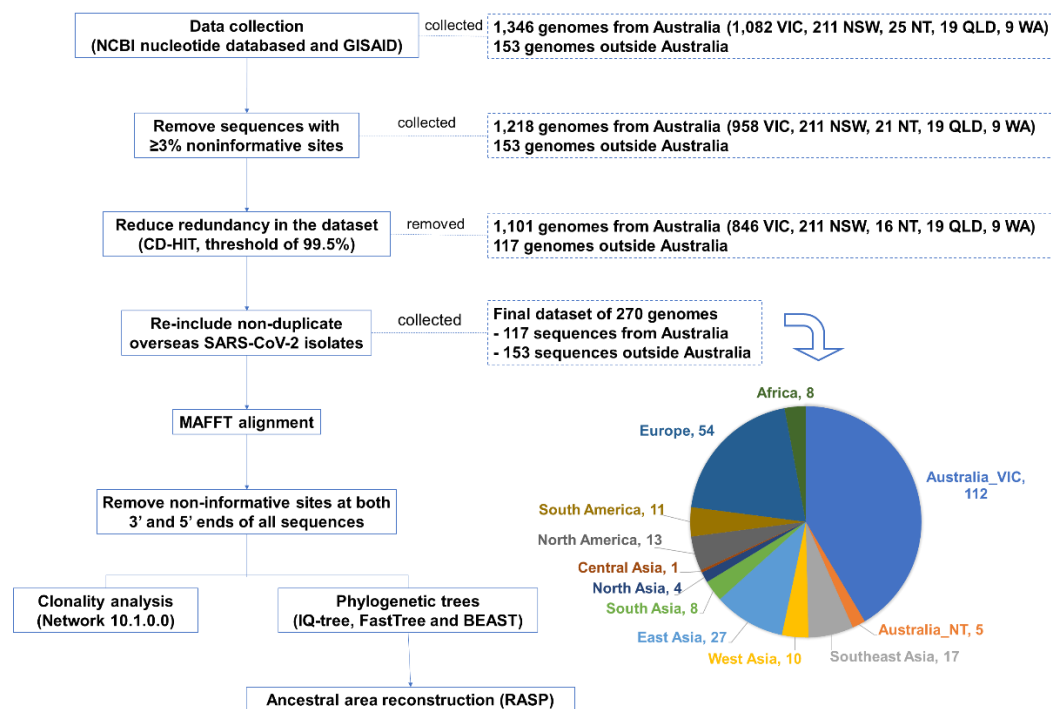 Data collection
(NCBI nucleotide databased and GISAID)
collected
1,346 genomes from Australia (1,082 VIC, 211 NSW, 25 NT, 19 QLD, 9 WA)
153 genomes outside Australia
Remove sequences with
≥3% noninformative sites
collected
1,218 genomes from Australia (958 VIC, 211 NSW, 21 NT, 19 QLD, 9 WA)
153 genomes outside Australia
Reduce redundancy in the dataset
(CD-HIT, threshold of 99.5%)
removed
1,101 genomes from Australia (846 VIC, 211 NSW, 16 NT, 19 QLD, 9 WA)
117 genomes outside Australia
Re-include non-duplicate
overseas SARS-CoV-2 isolates
collected
Final dataset of 270 genomes
- 117 sequences from Australia
- 153 sequences outside Australia
MAFFT alignment
Remove non-informative sites at both
3’ and 5’ ends of all sequences
Clonality analysis
(Network 10.1.0.0)
Phylogenetic trees
(IQ-tree, FastTree and BEAST)
Ancestral area reconstruction (RASP)
Africa, 8
Europe, 54
Australia_VIC,
112
South America, 11
North America, 13
Central Asia, 1
North Asia, 4
South Asia, 8
East Asia, 27
West Asia, 10
Southeast Asia, 17
Australia_NT, 5